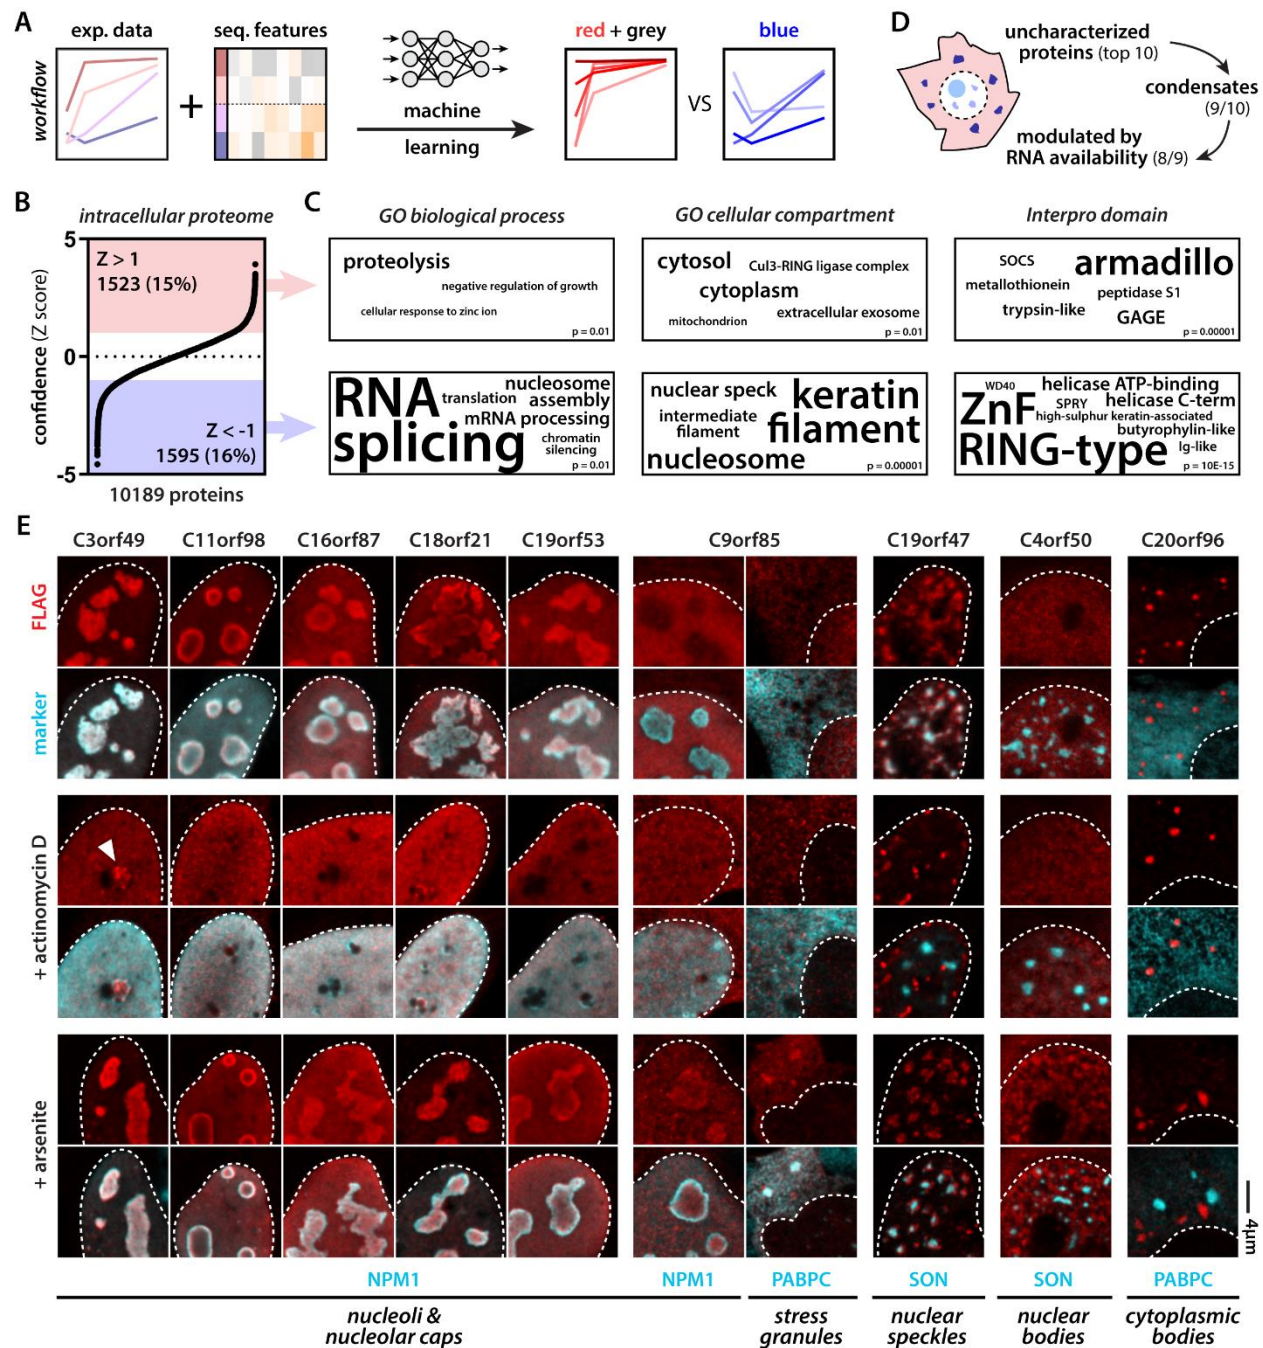 A
exp. data
seq. features
red + grey
blue
workflow
+
machine
learning
VS
D
uncharacterized
proteins (top 10)
condensates
(9/10)
modulated by
RNA availability (8/9)
B
intracellular proteome
confidence (Z score)
5
0
-5
Z > 1
1523 (15%)
Z < -1
1595 (16%)
10189 proteins
C
GO biological process
GO cellular compartment
Interpro domain
proteolysis
negative regulation of growth
cellular response to zinc ion
p = 0.01
cytosol
Cul3-RING ligase complex
cytoplasm
extracellular exosome
mitochondrion
p = 0.01
SOCS
armadillo
metallothionein
peptidase S1
trypsin-like
GAGE
p = 0.00001
RNA
splicing
nucleosome
assembly
translation
mRNA processing
chromatin
silencing
p = 0.01
nuclear speck
keratin
filament
intermediate
filament
nucleosome
p = 0.00001
WD40
helicase ATP-binding
ZnF
SPRY
helicase C-term
high-sulphur keratin-associated
butyrophylin-like
RING-type
Ig-like
p = 10E-15
E
C3orf49
C11orf98
C16orf87
C18orf21
C19orf53
C9orf85
C19orf47
C4orf50
C20orf96
FLAG
marker
+ actinomycin D
+ arsenite
4μm
NPM1
NPM1
PABPC
SON
SON
PABPC
nucleoli &
nucleolar caps
stress
granules
nuclear
speckles
nuclear
bodies
cytoplasmic
bodies